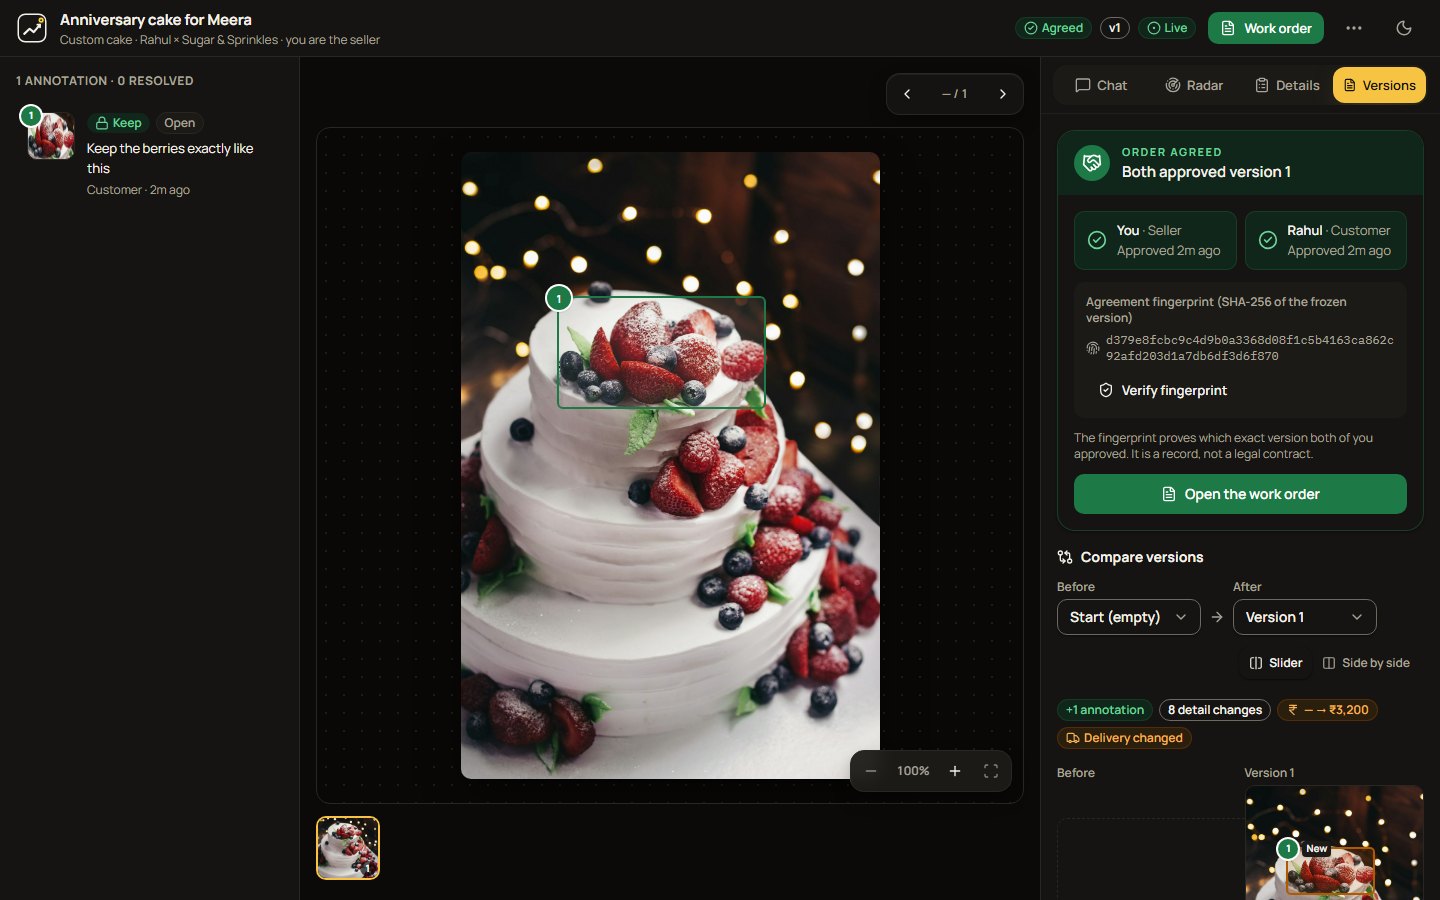 Anniversary cake for Meera
Custom cake · Rahul × Sugar & Sprinkles · you are the seller
Agreed
v1
Live
Work order
1 ANNOTATION · 0 RESOLVED
1
Keep
Open
Keep the berries exactly like
this
Customer · 2m ago
– / 1
1
100%
1
Chat
Radar
Details
Versions
ORDER AGREED
Both approved version 1
You · Seller
Approved 2m ago
Rahul · Customer
Approved 2m ago
Agreement fingerprint (SHA-256 of the frozen
version)
d379e8fcbc9c4d9b0a3368d08f1c5b4163ca862c
92afd203d1a7db6df3d6f870
Verify fingerprint
The fingerprint proves which exact version both of you
approved. It is a record, not a legal contract.
Open the work order
Compare versions
Before
After
Start (empty)
→
Version 1
Slider
Side by side
+1 annotation
8 detail changes
₹ – → ₹3,200
Delivery changed
Before
Version 1
1
New